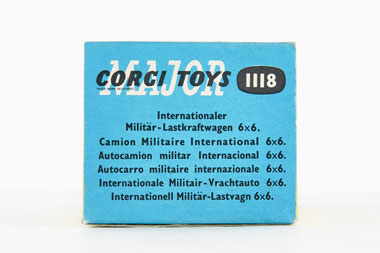 MAJOR
CORGI TOYS 1118
Internationaler
Militär-Lastkraftwagen 6x6.
Camion Militaire International 6x6.
Autocamion militar Internacional 6x6.
Autocarro militaire internazionale 6x6.
Internationale Militair-Vrachtauto 6x6.
Internationell Militär-Lastvagn 6x6.